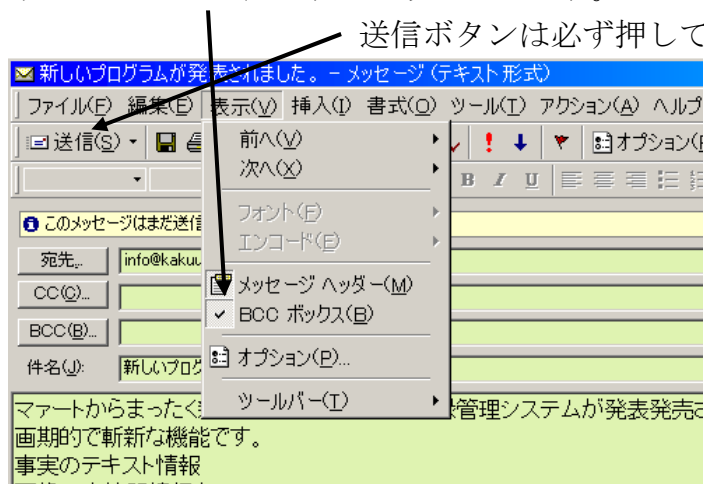 送信ボタンは必ず押して
新しいプログラムが発表されました。 - メッセージ (テキスト形式)
ファイル(F) 編集(E) 表示(V) 挿入(I) 書式(O) ツール(T) アクション(A) ヘルプ
送信(S) オプション(
前へ(V)
次へ(X)
B I U
フォント(F)
エンコード(E)
このメッセージはまだ送信
宛先... info@kakuu
メッセージ ヘッダー(M)
CC(C)...
BCC ボックス(B)
BCC(B)...
オプション(P)...
件名(J): 新しいプログ
ツールバー(T)
マァートからまったく 管理システムが発表発売さ
画期的で斬新な機能です。
事実のテキスト情報